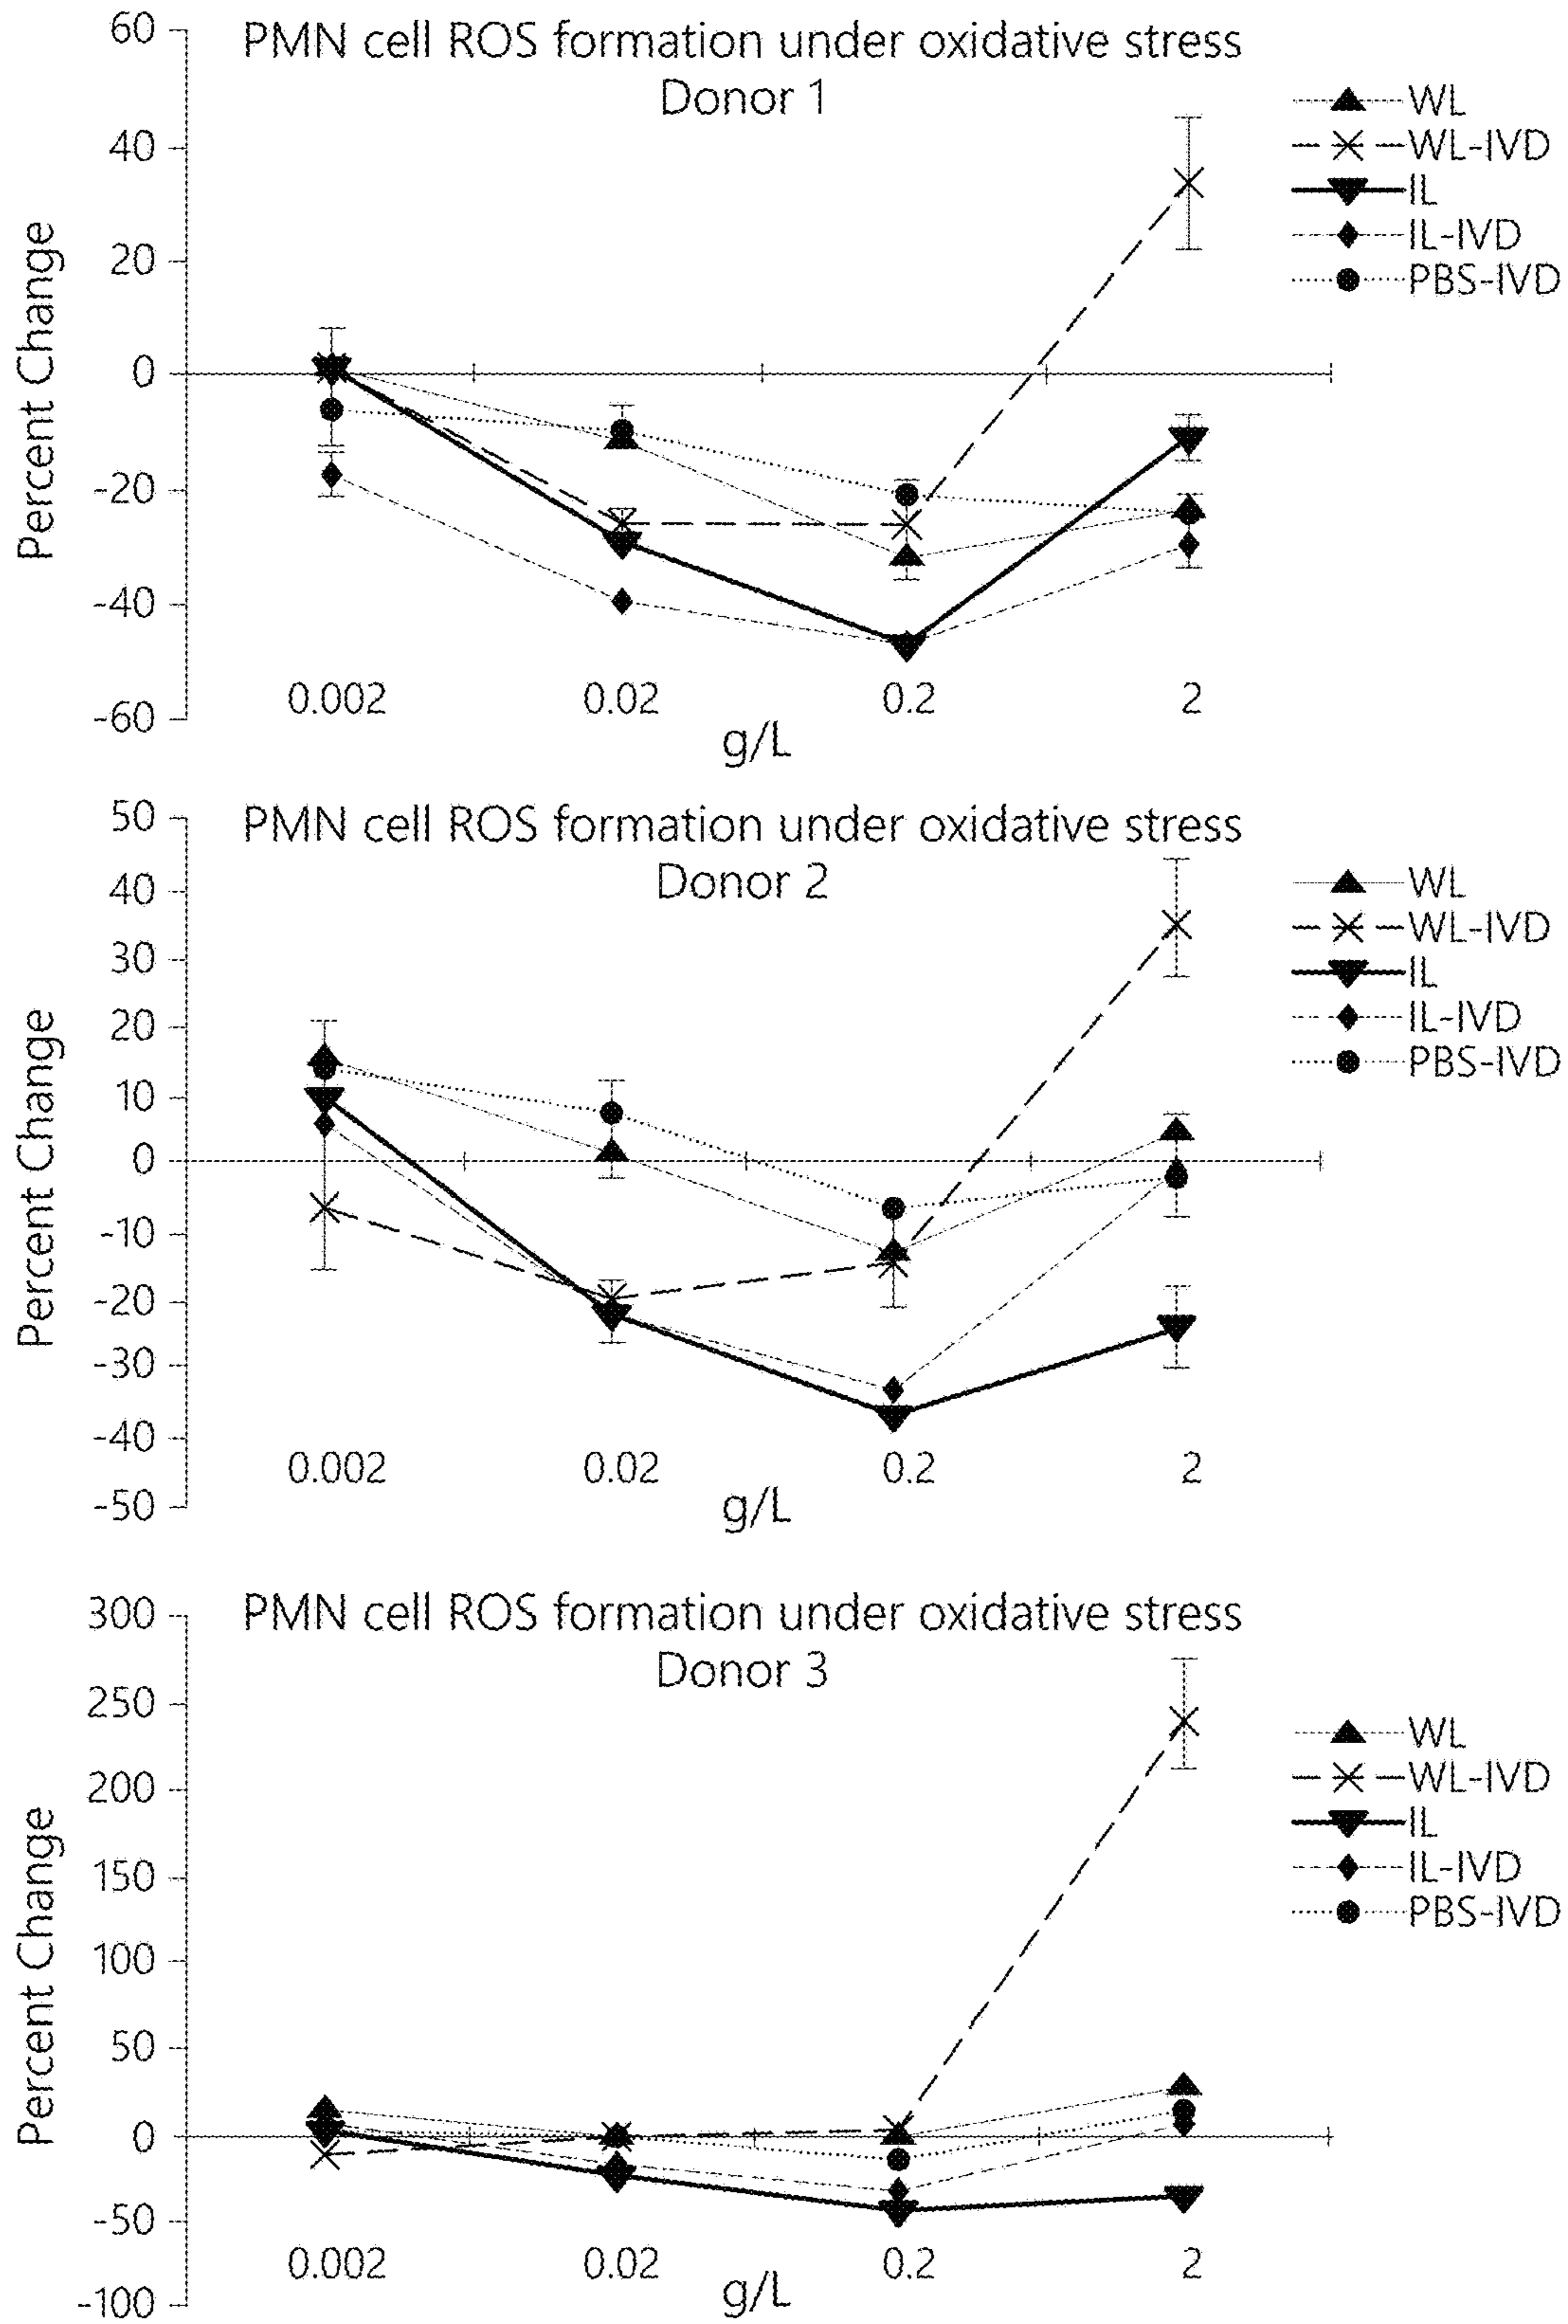 PMN cell ROS formation under oxidative stress
Donor 1
Percent Change
60
40
20
0
-20
-40
-60
0.002 0.02 0.2 2
g/L
WL
WL-IVD
IL
IL-IVD
PBS-IVD
PMN cell ROS formation under oxidative stress
Donor 2
Percent Change
50
40
30
20
10
0
-10
-20
-30
-40
-50
0.002 0.02 0.2 2
g/L
WL
WL-IVD
IL
IL-IVD
PBS-IVD
PMN cell ROS formation under oxidative stress
Donor 3
Percent Change
300
250
200
150
100
50
0
-50
-100
0.002 0.02 0.2 2
g/L
WL
WL-IVD
IL
IL-IVD
PBS-IVD